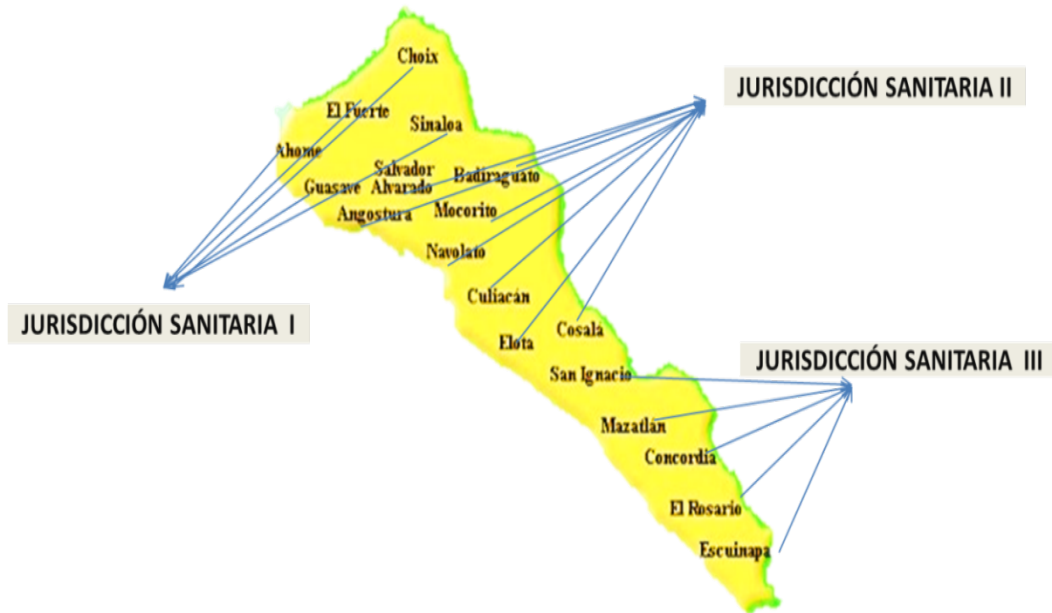 Choix
JURISDICCIÓN SANITARIA II
El Fuerte
Sinaloa
Ahome
Salvador
Alvarado
Badiraguato
Guasave
Angostura
Mocorito
Navolato
Culiacán
JURISDICCIÓN SANITARIA I
Cosalá
Elota
JURISDICCIÓN SANITARIA III
San Ignacio
Mazatlán
Concordia
El Rosario
Escuinapa